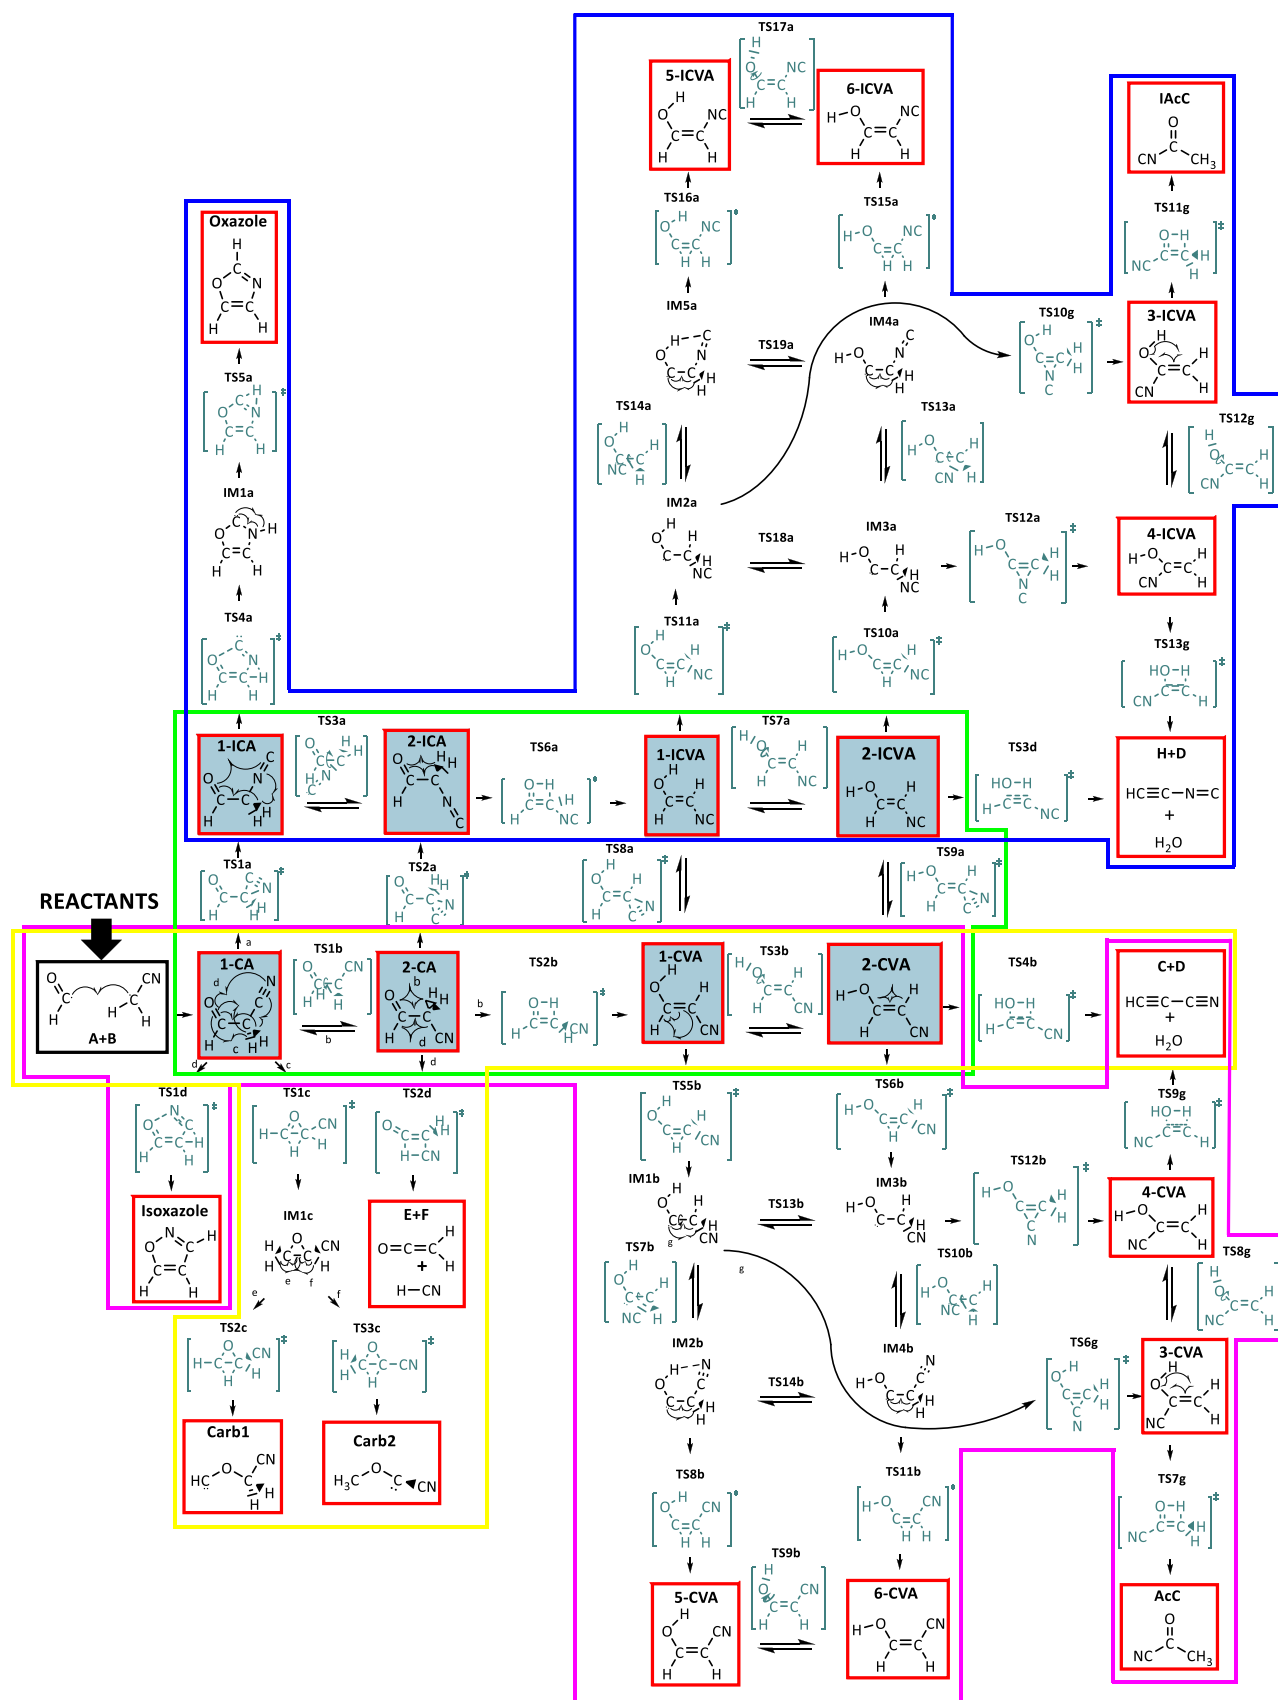 TS17a
5-ICVA
6-ICVA
IAcC
TS16a
TS15a
TS11g
Oxazole
IM5a
IM4a
TS10g
3-ICVA
TS19a
TS5a
TS14a
TS13a
TS12g
IM1a
IM2a
TS18a
IM3a
TS12a
4-ICVA
TS4a
TS11a
TS10a
TS13g
TS3a
TS7a
1-ICA
2-ICA
TS6a
1-ICVA
2-ICVA
TS3d
H+D
HC≡C−N=C
+
H2O
TS1a
TS2a
TS8a
TS9a
REACTANTS
a
TS1b
TS3b
1-CA
2-CA
TS2b
1-CVA
2-CVA
TS4b
C+D
b
b
HC≡C−C≡N
+
H2O
A+B
d
c
d
TS1d
TS1c
TS2d
TS5b
TS6b
TS9g
IM1b
IM3b
TS12b
4-CVA
Isoxazole
IM1c
E+F
TS13b
TS7b
g
TS10b
TS8g
e
f
TS2c
TS3c
IM2b
IM4b
TS6g
3-CVA
TS14b
Carb1
Carb2
TS8b
TS11b
TS7g
TS9b
5-CVA
6-CVA
AcC